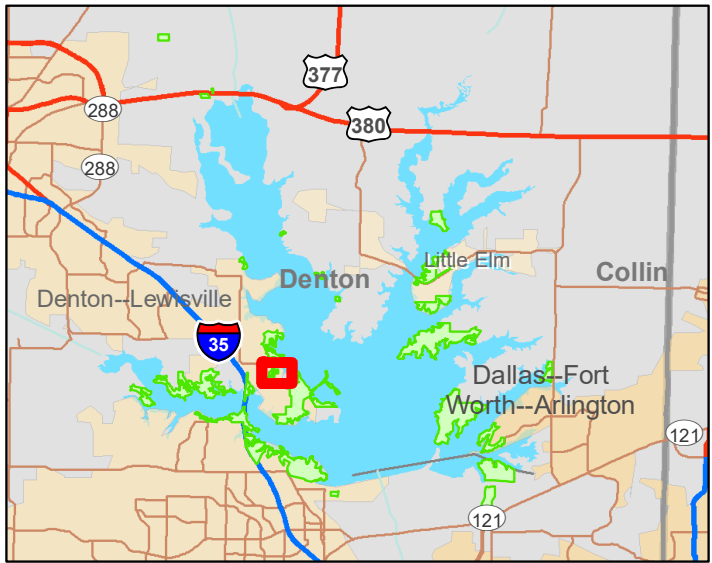 377
288
380
288
Little Elm
Denton
Collin
Denton--Lewisville
35
Dallas--Fort
Worth--Arlington
121
121